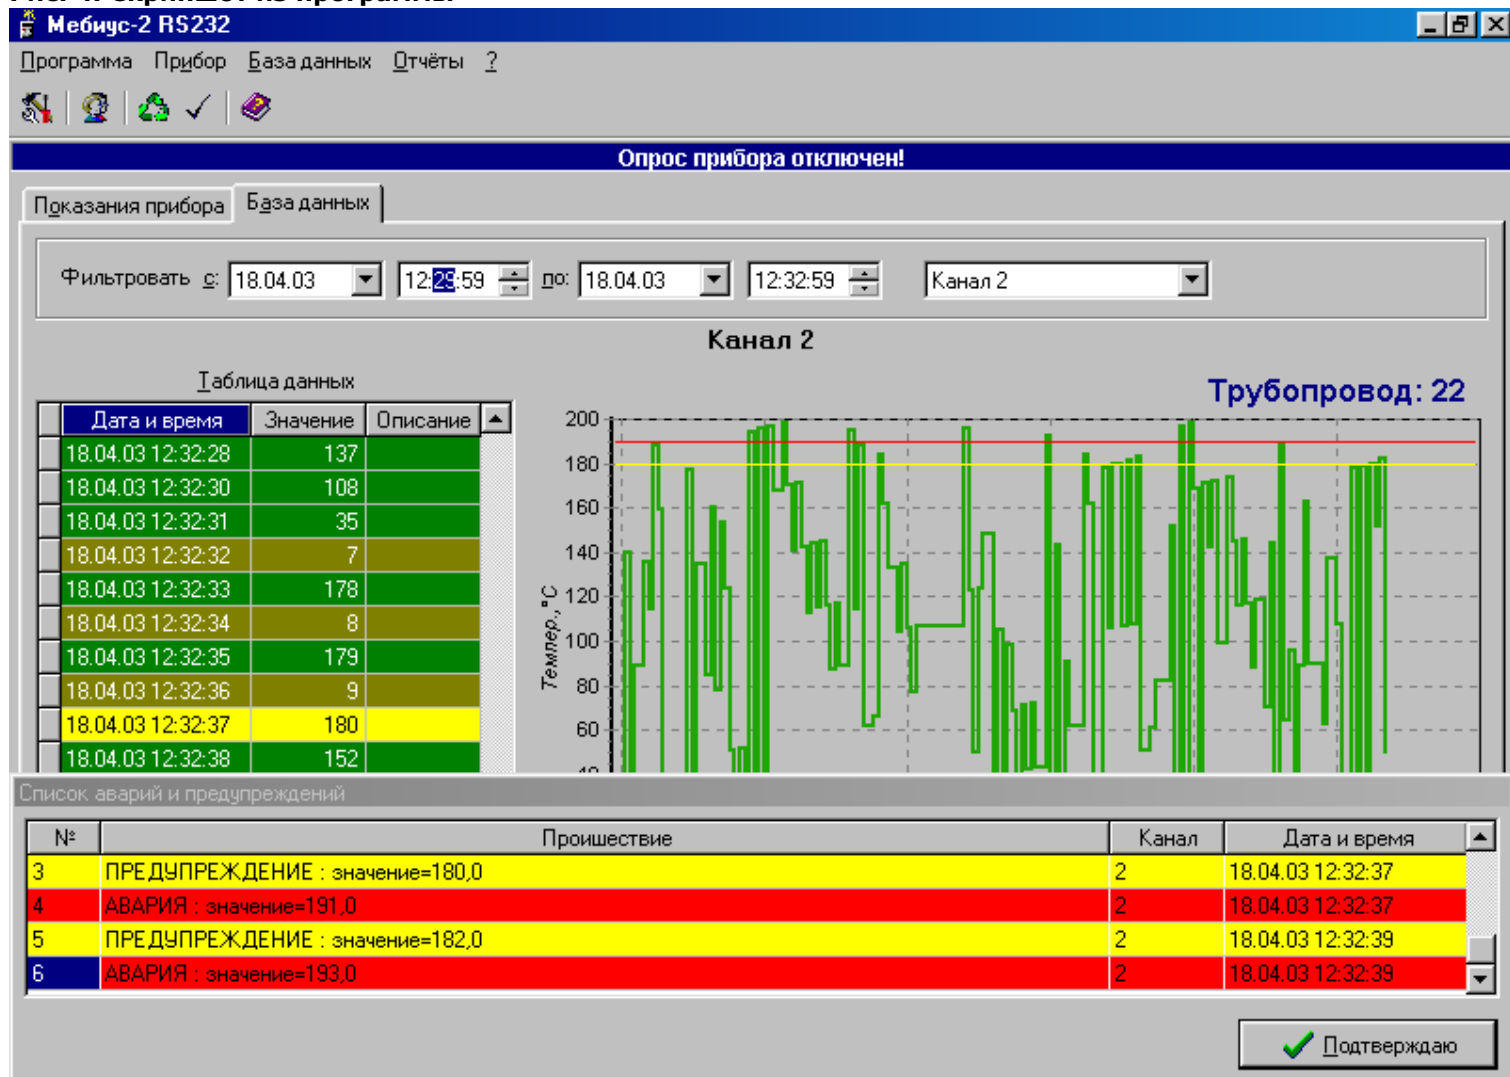 Мебиус-2 RS232
Программа Прибор База данных Отчёты ?
Опрос прибора отключен!
Показания прибора База данных
Фильтровать с: 18.04.03 12:29:59 по: 18.04.03 12:32:59 Канал 2
Канал 2
Таблица данных
Трубопровод: 22
Дата и время Значение Описание
18.04.03 12:32:28 137
18.04.03 12:32:30 108
18.04.03 12:32:31 35
18.04.03 12:32:32 7
18.04.03 12:32:33 178
18.04.03 12:32:34 8
18.04.03 12:32:35 179
18.04.03 12:32:36 9
18.04.03 12:32:37 180
18.04.03 12:32:38 152
200
180
160
140
120
100
80
60
Темпер.,°C
Список аварий и предупреждений
№ Проишествие Канал Дата и время
3 ПРЕДУПРЕЖДЕНИЕ : значение=180,0 2 18.04.03 12:32:37
4 АВАРИЯ : значение=191,0 2 18.04.03 12:32:37
5 ПРЕДУПРЕЖДЕНИЕ : значение=182,0 2 18.04.03 12:32:39
6 АВАРИЯ : значение=193,0 2 18.04.03 12:32:39
Подтверждаю